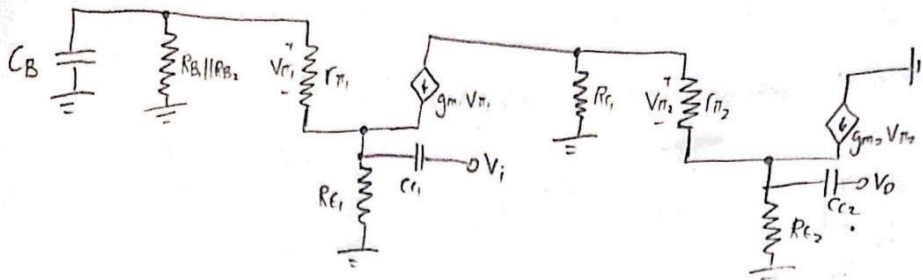 C_B
R_B1||R_B2
+
V_π1
-
r_π1
g_m1 V_π1
R_C1
+
V_π2
-
r_π2
g_m2 V_π2
C_C1
V_i
R_E1
C_C2
V_o
R_E2